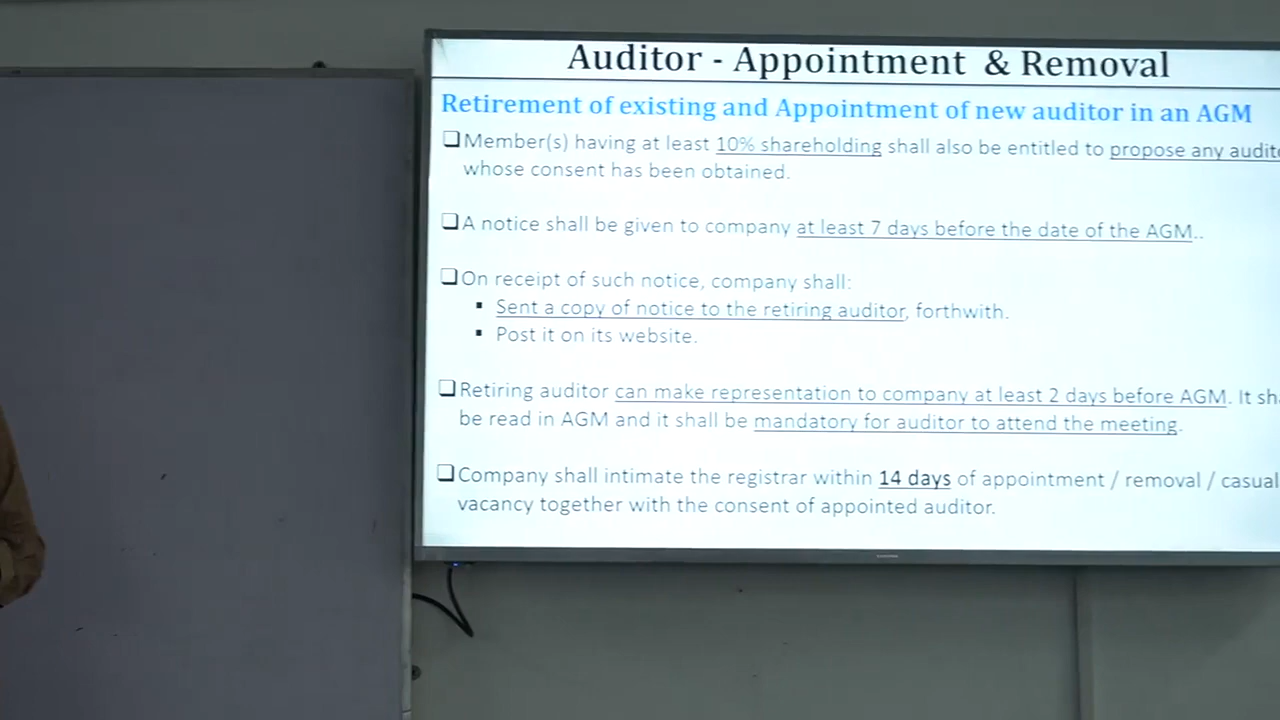 Auditor - Appointment & Removal
Retirement of existing and Appointment of new auditor in an AGM
❑Member(s) having at least 10% shareholding shall also be entitled to propose any
whose consent has been obtained.
❑A notice shall be given to company at least 7 days before the date of the AGM..
❑On receipt of such notice, company shall:
▪ Sent a copy of notice to the retiring auditor, forthwith.
▪ Post it on its website.
❑Retiring auditor can make representation to company at least 2 days before AGM. It
be read in AGM and it shall be mandatory for auditor to attend the meeting.
❑Company shall intimate the registrar within 14 days of appointment / removal / casual
vacancy together with the consent of appointed auditor.